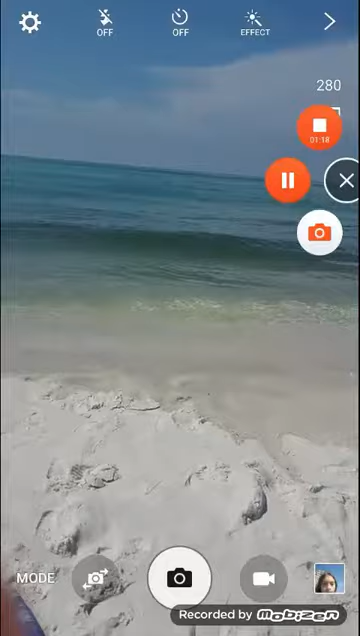 OFF
OFF
EFFECT
280
01:18
MODE
Recorded by mobizen